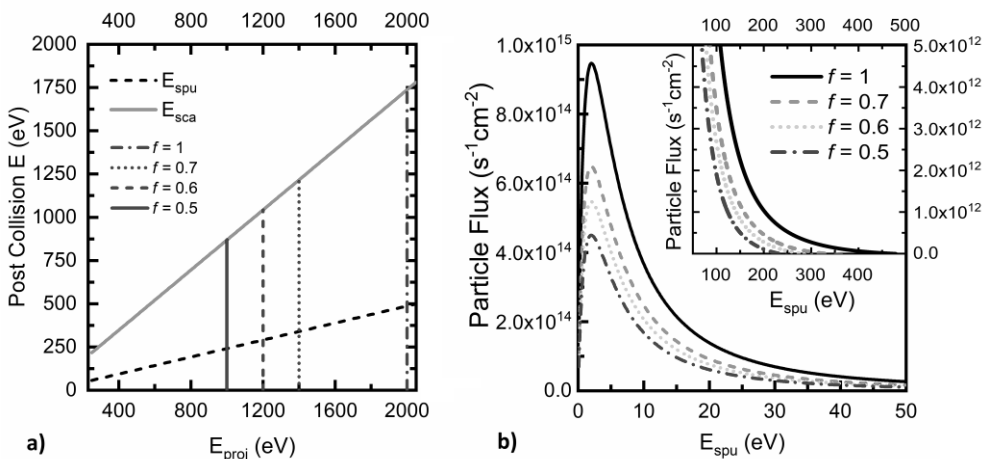 400 800 1200 1600 2000
2000
1750
1500
1250
1000
750
500
250
0
Post Collision E (eV)
E_spu
E_sca
f = 1
f = 0.7
f = 0.6
f = 0.5
400 800 1200 1600 2000
a) E_proj (eV)
1.0x10^15
8.0x10^14
6.0x10^14
4.0x10^14
2.0x10^14
0.0
Particle Flux (s^-1cm^-2)
0 10 20 30 40 50
b) E_spu (eV)
100 200 300 400 500
5.0x10^12
4.0x10^12
3.0x10^12
2.0x10^12
1.0x10^12
0.0
Particle Flux (s^-1cm^-2)
f = 1
f = 0.7
f = 0.6
f = 0.5
100 200 300 400
E_spu (eV)